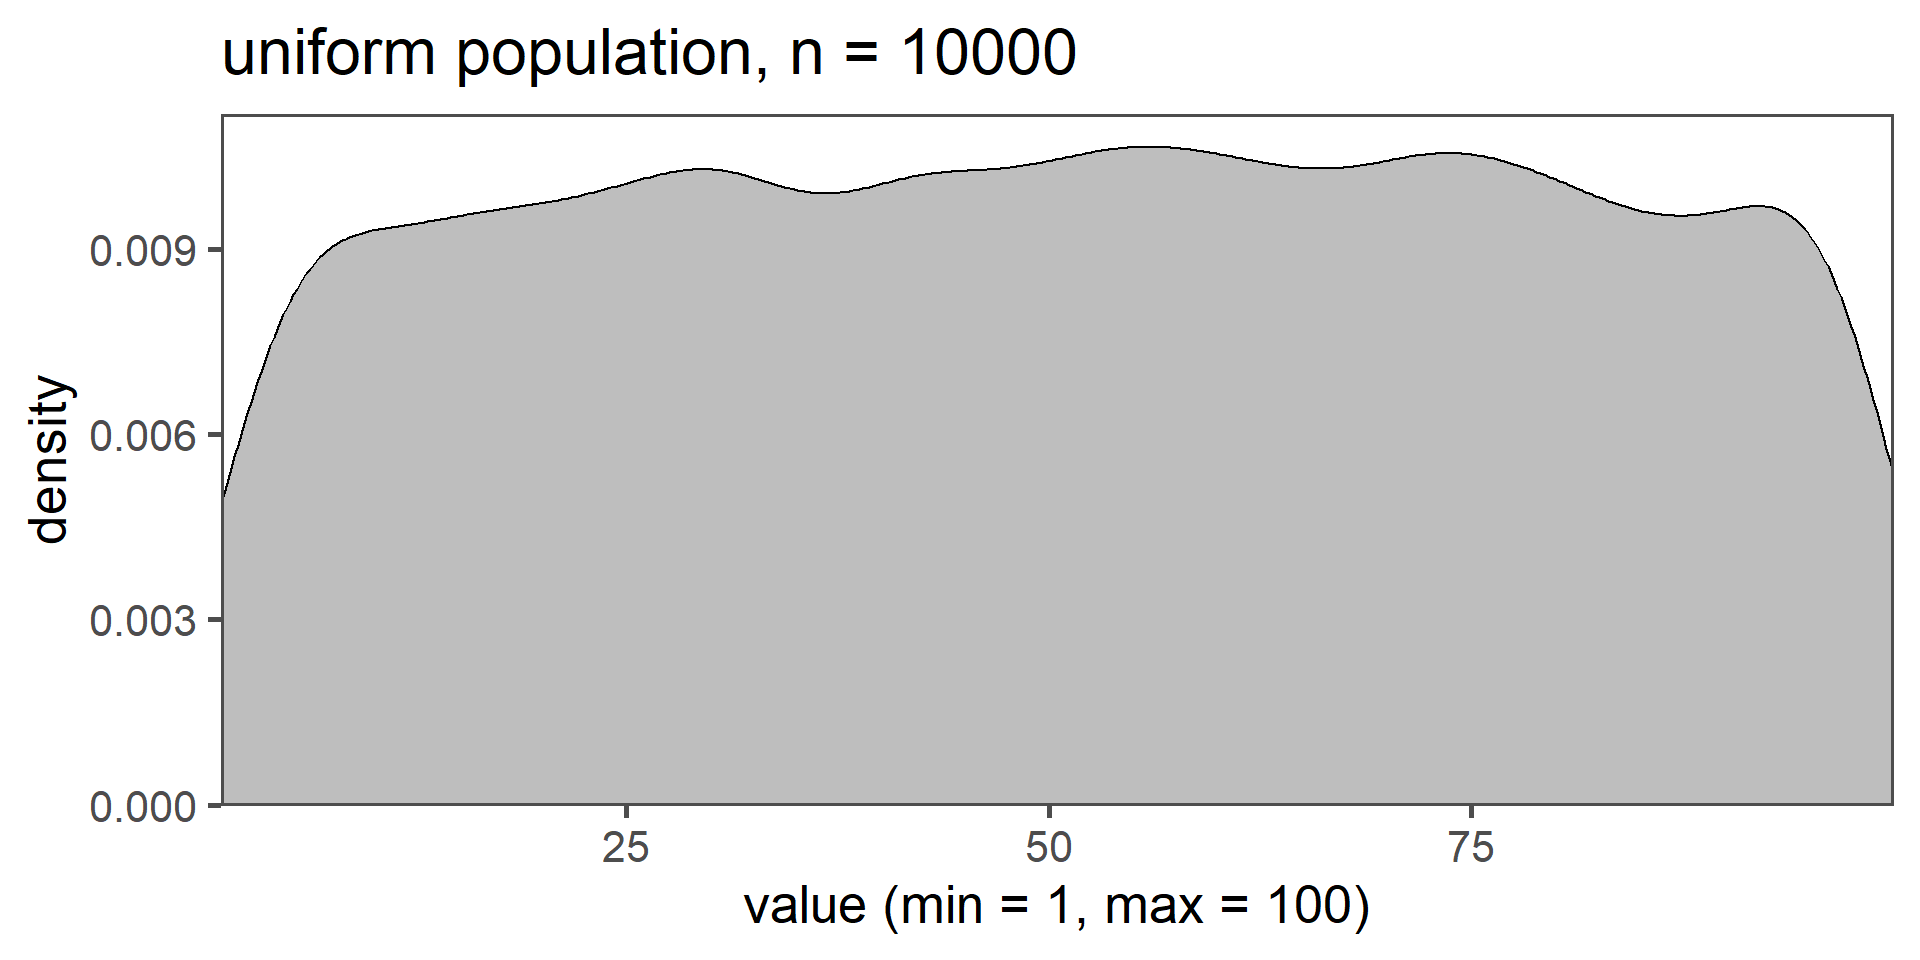 uniform population, n = 10000
density
0.009
0.006
0.003
0.000
25
50
75
value (min = 1, max = 100)